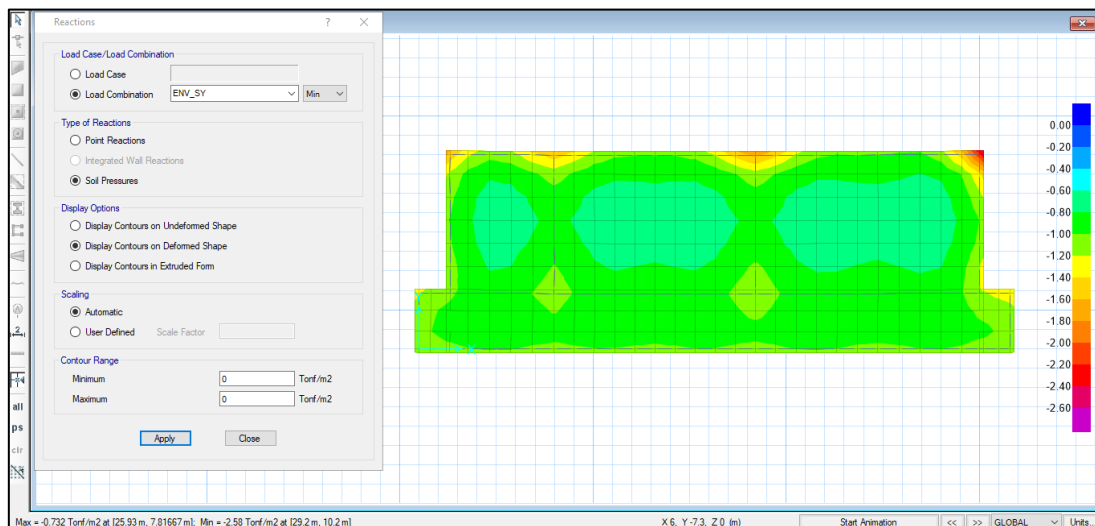 Reactions
?
Load Case/Load Combination
Load Case
Load Combination
ENV_SY
Min
Type of Reactions
Point Reactions
Integrated Wall Reactions
Soil Pressures
Display Options
Display Contours on Undeformed Shape
Display Contours on Deformed Shape
Display Contours in Extruded Form
Scaling
Automatic
User Defined Scale Factor
Contour Range
Minimum 0 Tonf/m2
Maximum 0 Tonf/m2
Apply Close
all
ps
clr
0.00
-0.20
-0.40
-0.60
-0.80
-1.00
-1.20
-1.40
-1.60
-1.80
-2.00
-2.20
-2.40
-2.60
Max = -0.732 Tonf/m2 at [25.93 m, 7.81667 m]; Min = -2.58 Tonf/m2 at [29.2 m, 10.2 m] X 6, Y -7.3, Z 0 (m) Start Animation << >> GLOBAL Units...